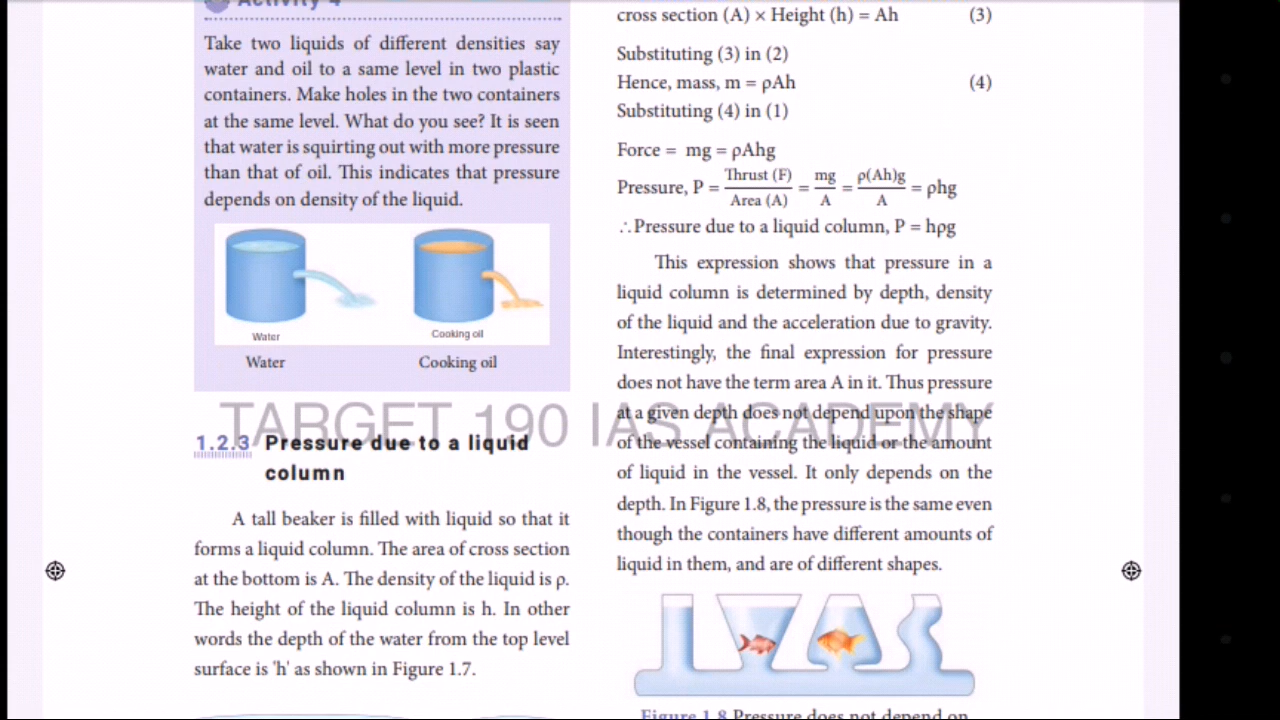 Activity 4
Take two liquids of different densities say
water and oil to a same level in two plastic
containers. Make holes in the two containers
at the same level. What do you see? It is seen
that water is squirting out with more pressure
than that of oil. This indicates that pressure
depends on density of the liquid.
Water
Cooking oil
Water
Cooking oil
TARGET 190 IAS ACADEMY
1.2.3 Pressure due to a liquid
column
A tall beaker is filled with liquid so that it
forms a liquid column. The area of cross section
at the bottom is A. The density of the liquid is ρ.
The height of the liquid column is h. In other
words the depth of the water from the top level
surface is 'h' as shown in Figure 1.7.
cross section (A) × Height (h) = Ah (3)
Substituting (3) in (2)
Hence, mass, m = ρAh (4)
Substituting (4) in (1)
Force = mg = ρAhg
Pressure, P = Thrust (F) / Area (A) = mg / A = ρ(Ah)g / A = ρhg
∴ Pressure due to a liquid column, P = hρg
This expression shows that pressure in a
liquid column is determined by depth, density
of the liquid and the acceleration due to gravity.
Interestingly, the final expression for pressure
does not have the term area A in it. Thus pressure
at a given depth does not depend upon the shape
of the vessel containing the liquid or the amount
of liquid in the vessel. It only depends on the
depth. In Figure 1.8, the pressure is the same even
though the containers have different amounts of
liquid in them, and are of different shapes.
Figure 1.8 Pressure does not depend on